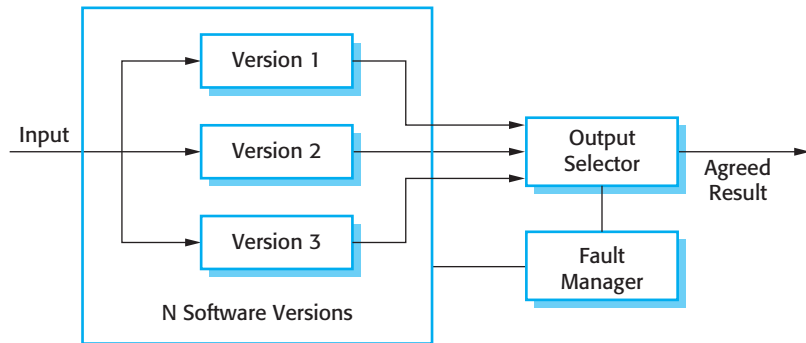 Input
Version 1
Version 2
Version 3
N Software Versions
Output
Selector
Agreed
Result
Fault
Manager